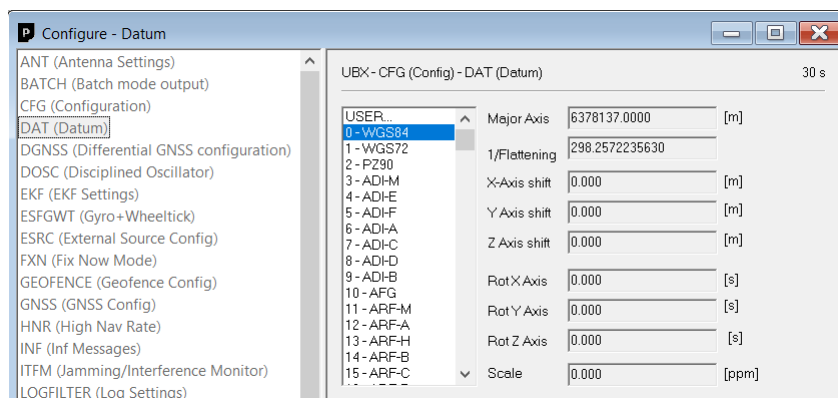 P Configure - Datum
ANT (Antenna Settings)
BATCH (Batch mode output)
CFG (Configuration)
DAT (Datum)
DGNSS (Differential GNSS configuration)
DOSC (Disciplined Oscillator)
EKF (EKF Settings)
ESFGWT (Gyro+Wheeltick)
ESRC (External Source Config)
FXN (Fix Now Mode)
GEOFENCE (Geofence Config)
GNSS (GNSS Config)
HNR (High Nav Rate)
INF (Inf Messages)
ITFM (Jamming/Interference Monitor)
LOGFILTER (Log Settings)
UBX - CFG (Config) - DAT (Datum) 30 s
USER...
0 - WGS84
1 - WGS72
2 - PZ90
3 - ADI-M
4 - ADI-E
5 - ADI-F
6 - ADI-A
7 - ADI-C
8 - ADI-D
9 - ADI-B
10 - AFG
11 - ARF-M
12 - ARF-A
13 - ARF-H
14 - ARF-B
15 - ARF-C
Major Axis 6378137.0000 [m]
1/Flattening 298.2572235630
X-Axis shift 0.000 [m]
Y Axis shift 0.000 [m]
Z Axis shift 0.000 [m]
Rot X Axis 0.000 [s]
Rot Y Axis 0.000 [s]
Rot Z Axis 0.000 [s]
Scale 0.000 [ppm]